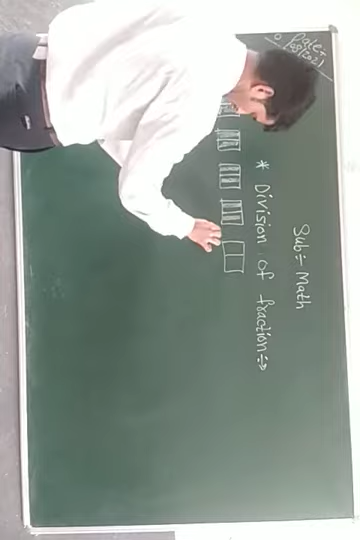 Date:-
Sub÷ Math
* Division of fraction÷→